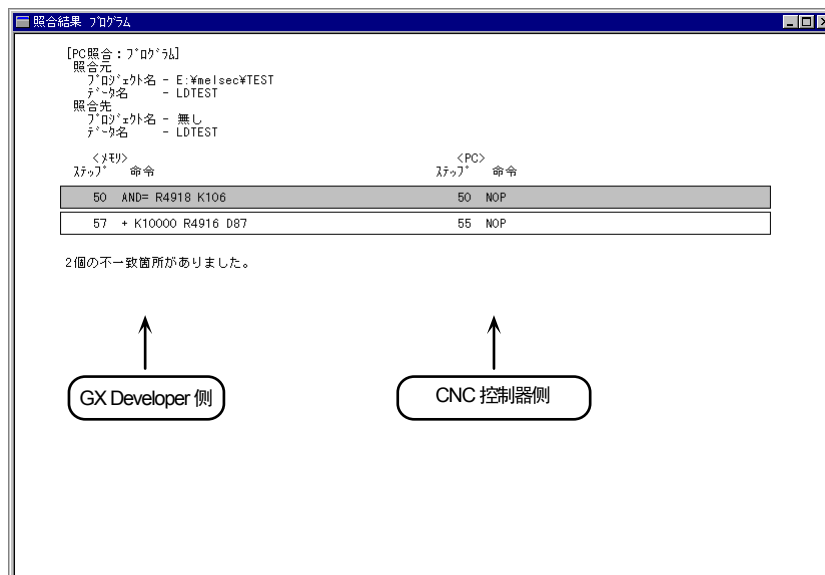 照合結果 ﾌﾟﾛｸﾞﾗﾑ
[PC照合：ﾌﾟﾛｸﾞﾗﾑ]
照合元
ﾌﾟﾛｼﾞｪｸﾄ名 - E:¥melsec¥TEST
ﾃﾞｰﾀ名 - LDTEST
照合先
ﾌﾟﾛｼﾞｪｸﾄ名 - 無し
ﾃﾞｰﾀ名 - LDTEST
<ﾒﾓﾘ> <PC>
ｽﾃｯﾌﾟ 命令 ｽﾃｯﾌﾟ 命令
50 AND= R4918 K106 50 NOP
57 + K10000 R4916 D87 55 NOP
2個の不一致箇所がありました。
GX Developer 侧 CNC 控制器侧